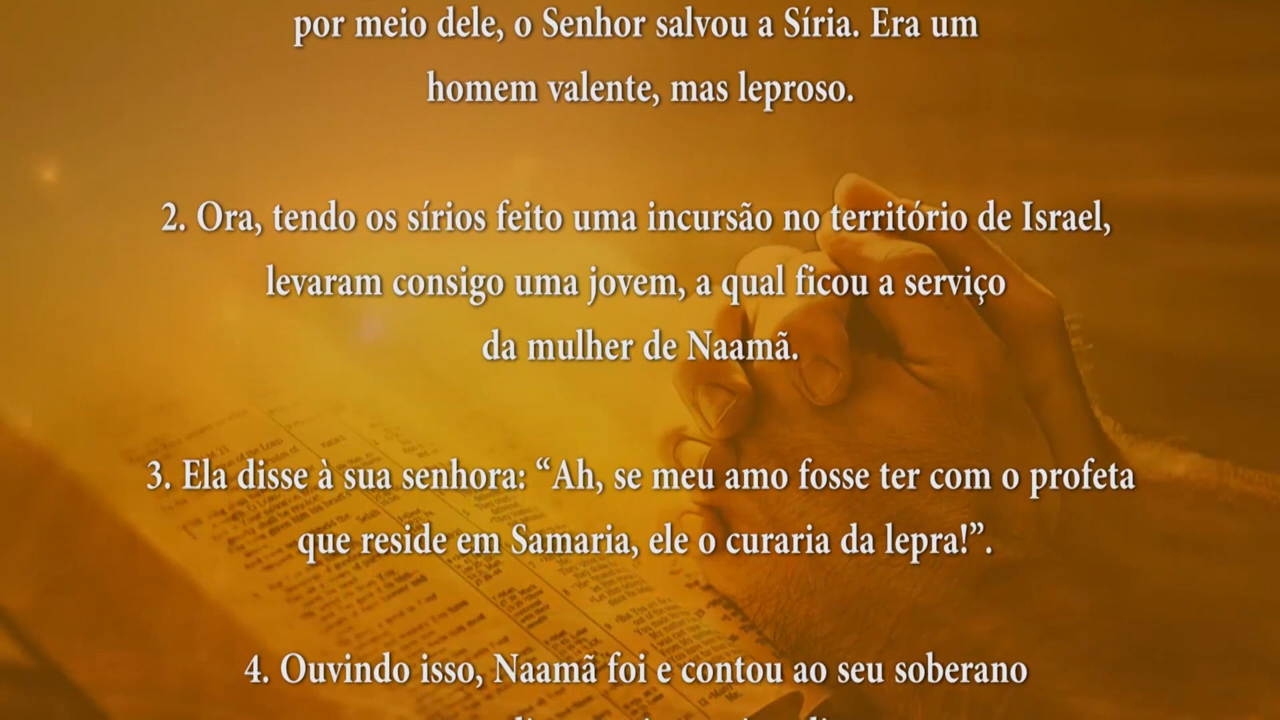 por meio dele, o Senhor salvou a Síria. Era um
homem valente, mas leproso.
2. Ora, tendo os sírios feito uma incursão no território de Israel,
levaram consigo uma jovem, a qual ficou a serviço
da mulher de Naamã.
3. Ela disse à sua senhora: “Ah, se meu amo fosse ter com o profeta
que reside em Samaria, ele o curaria da lepra!”.
4. Ouvindo isso, Naamã foi e contou ao seu soberano